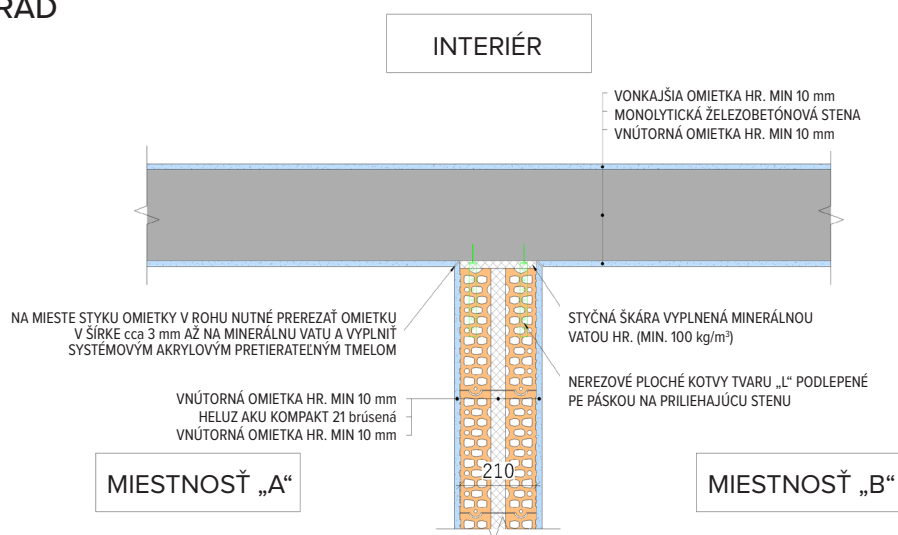 RAD
INTERIÉR
VONKAJŠIA OMIETKA HR. MIN 10 mm
MONOLYTICKÁ ŽELEZOBETÓNOVÁ STENA
VNÚTORNÁ OMIETKA HR. MIN 10 mm
NA MIESTE STYKU OMIETKY V ROHU NUTNÉ PREREZAŤ OMIETKU
V ŠÍRKE cca 3 mm AŽ NA MINERÁLNU VATU A VYPLNIŤ
SYSTÉMOVÝM AKRYLOVÝM PRETIERATEĽNÝM TMELOM
STYČNÁ ŠKÁRA VYPLNENÁ MINERÁLNOU
VATOU HR. (MIN. 100 kg/m³)
NEREZOVÉ PLOCHÉ KOTVY TVARU „L“ PODLEPENÉ
PE PÁSKOU NA PRILIEHAJÚCU STENU
VNÚTORNÁ OMIETKA HR. MIN 10 mm
HELUZ AKU KOMPAKT 21 brúsená
VNÚTORNÁ OMIETKA HR. MIN 10 mm
210
MIESTNOSŤ „A“
MIESTNOSŤ „B“